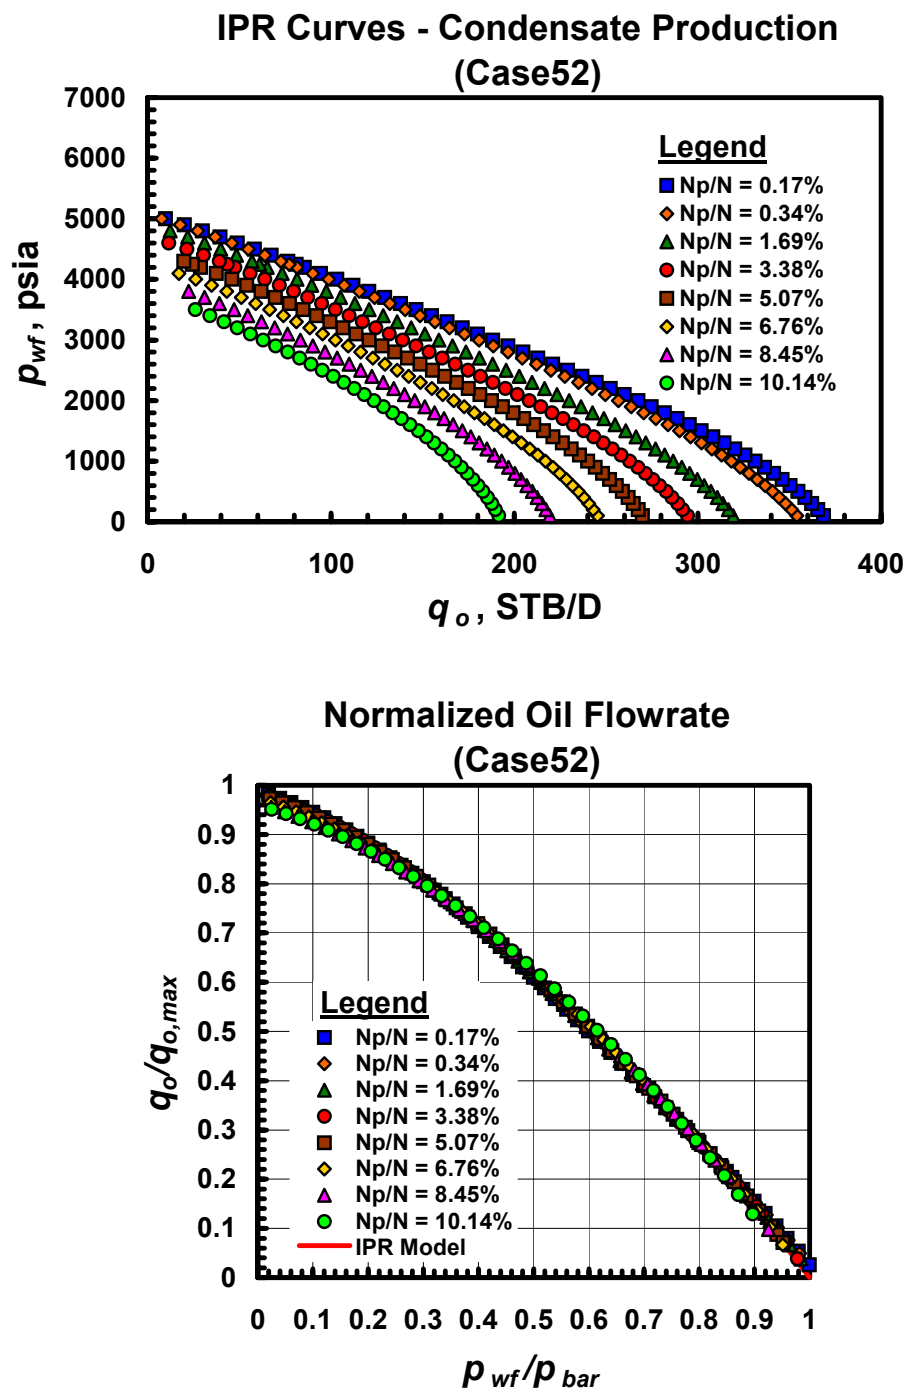 IPR Curves - Condensate Production
(Case52)
7000
6000
5000
4000
3000
2000
1000
0
p_wf, psia
Legend
Np/N = 0.17%
Np/N = 0.34%
Np/N = 1.69%
Np/N = 3.38%
Np/N = 5.07%
Np/N = 6.76%
Np/N = 8.45%
Np/N = 10.14%
0 100 200 300 400
q_o, STB/D
Normalized Oil Flowrate
(Case52)
1
0.9
0.8
0.7
0.6
0.5
0.4
0.3
0.2
0.1
0
q_o/q_o,max
Legend
Np/N = 0.17%
Np/N = 0.34%
Np/N = 1.69%
Np/N = 3.38%
Np/N = 5.07%
Np/N = 6.76%
Np/N = 8.45%
Np/N = 10.14%
IPR Model
0 0.1 0.2 0.3 0.4 0.5 0.6 0.7 0.8 0.9 1
p_wf/p_bar